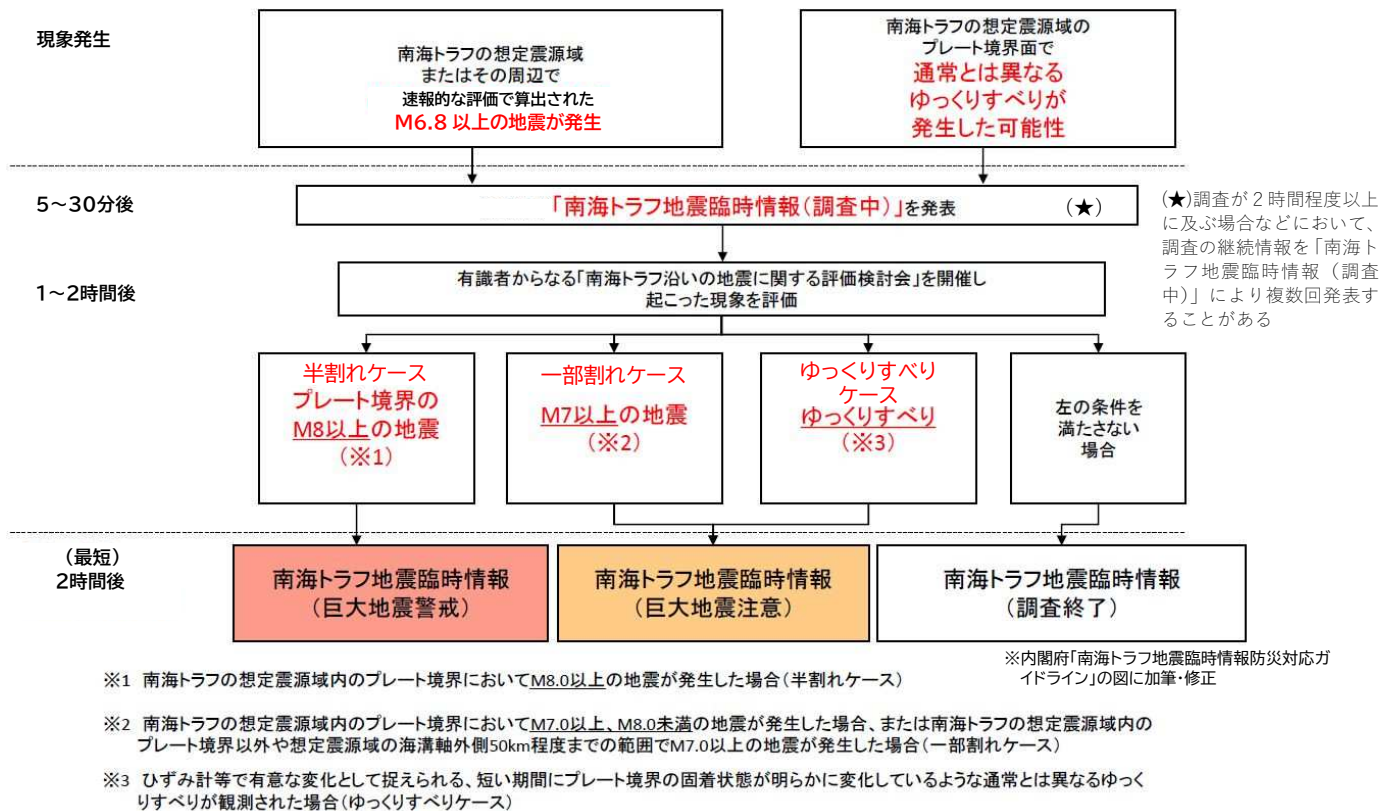 現象発生
南海トラフの想定震源域
またはその周辺で
速報的な評価で算出された
M6.8 以上の地震が発生
南海トラフの想定震源域の
プレート境界面で
通常とは異なる
ゆっくりすべりが
発生した可能性
5～30分後
「南海トラフ地震臨時情報(調査中)」を発表 (★)
(★)調査が２時間程度以上
に及ぶ場合などにおいて、
調査の継続情報を「南海ト
ラフ地震臨時情報（調査
中）」により複数回発表す
ることがある
1～2時間後
有識者からなる「南海トラフ沿いの地震に関する評価検討会」を開催し
起こった現象を評価
半割れケース
プレート境界の
M8以上の地震
(※1)
一部割れケース
M7以上の地震
(※2)
ゆっくりすべり
ケース
ゆっくりすべり
(※3)
左の条件を
満たさない
場合
(最短)
2時間後
南海トラフ地震臨時情報
(巨大地震警戒)
南海トラフ地震臨時情報
(巨大地震注意)
南海トラフ地震臨時情報
(調査終了)
※内閣府「南海トラフ地震臨時情報防災対応ガ
イドライン」の図に加筆・修正
※1 南海トラフの想定震源域内のプレート境界においてM8.0以上の地震が発生した場合(半割れケース)
※2 南海トラフの想定震源域内のプレート境界においてM7.0以上、M8.0未満の地震が発生した場合、または南海トラフの想定震源域内の
プレート境界以外や想定震源域の海溝軸外側50km程度までの範囲でM7.0以上の地震が発生した場合(一部割れケース)
※3 ひずみ計等で有意な変化として捉えられる、短い期間にプレート境界の固着状態が明らかに変化しているような通常とは異なるゆっく
りすべりが観測された場合(ゆっくりすべりケース)